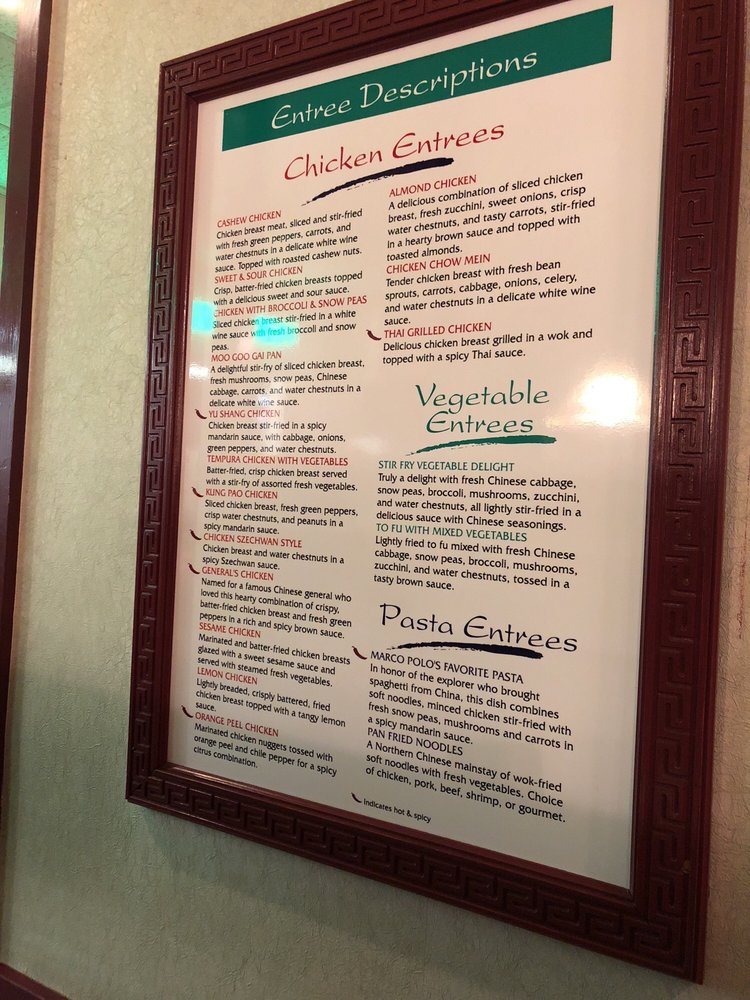 Entree Descriptions
Chicken Entrees
CASHEW CHICKEN
Chicken breast meat, sliced and stir-fried
with fresh green peppers, carrots, and
water chestnuts in a delicate white wine
sauce. Topped with roasted cashew nuts.
SWEET & SOUR CHICKEN
Crisp, batter-fried chicken breasts topped
with a delicious sweet and sour sauce.
CHICKEN WITH BROCCOLI & SNOW PEAS
Sliced chicken breast stir-fried in a white
wine sauce with fresh broccoli and snow
peas.
MOO GOO GAI PAN
A delightful stir-fry of sliced chicken breast,
fresh mushrooms, snow peas, Chinese
cabbage, carrots, and water chestnuts in a
delicate white wine sauce.
YU SHANG CHICKEN
Chicken breast stir-fried in a spicy
mandarin sauce, with cabbage, onions,
green peppers, and water chestnuts.
TEMPURA CHICKEN WITH VEGETABLES
Batter-fried, crisp chicken breast served
with a stir-fry of assorted fresh vegetables.
KUNG PAO CHICKEN
Sliced chicken breast, fresh green peppers,
crisp water chestnuts, and peanuts in a
spicy mandarin sauce.
CHICKEN SZECHWAN STYLE
Chicken breast and water chestnuts in a
spicy Szechwan sauce.
GENERAL'S CHICKEN
Named for a famous Chinese general who
loved this hearty combination of crispy,
batter-fried chicken breast and fresh green
peppers in a rich and spicy brown sauce.
SESAME CHICKEN
Marinated and batter-fried chicken breasts
glazed with a sweet sesame sauce and
served with steamed fresh vegetables.
LEMON CHICKEN
Lightly breaded, crisply battered, fried
chicken breast topped with a tangy lemon
sauce.
ORANGE PEEL CHICKEN
Marinated chicken nuggets tossed with
orange peel and chile pepper for a spicy
citrus combination.
ALMOND CHICKEN
A delicious combination of sliced chicken
breast, fresh zucchini, sweet onions, crisp
water chestnuts, and tasty carrots, stir-fried
in a hearty brown sauce and topped with
toasted almonds.
CHICKEN CHOW MEIN
Tender chicken breast with fresh bean
sprouts, carrots, cabbage, onions, celery,
and water chestnuts in a delicate white wine
sauce.
THAI GRILLED CHICKEN
Delicious chicken breast grilled in a wok and
topped with a spicy Thai sauce.
Vegetable
Entrees
STIR FRY VEGETABLE DELIGHT
Truly a delight with fresh Chinese cabbage,
snow peas, broccoli, mushrooms, zucchini,
and water chestnuts, all lightly stir-fried in a
delicious sauce with Chinese seasonings.
TO FU WITH MIXED VEGETABLES
Lightly fried to fu mixed with fresh Chinese
cabbage, snow peas, broccoli, mushrooms,
zucchini, and water chestnuts, tossed in a
tasty brown sauce.
Pasta Entrees
MARCO POLO'S FAVORITE PASTA
In honor of the explorer who brought
spaghetti from China, this dish combines
soft noodles, minced chicken stir-fried with
fresh snow peas, mushrooms and carrots in
a spicy mandarin sauce.
PAN FRIED NOODLES
A Northern Chinese mainstay of wok-fried
soft noodles with fresh vegetables. Choice
of chicken, pork, beef, shrimp, or gourmet.
Indicates hot & spicy